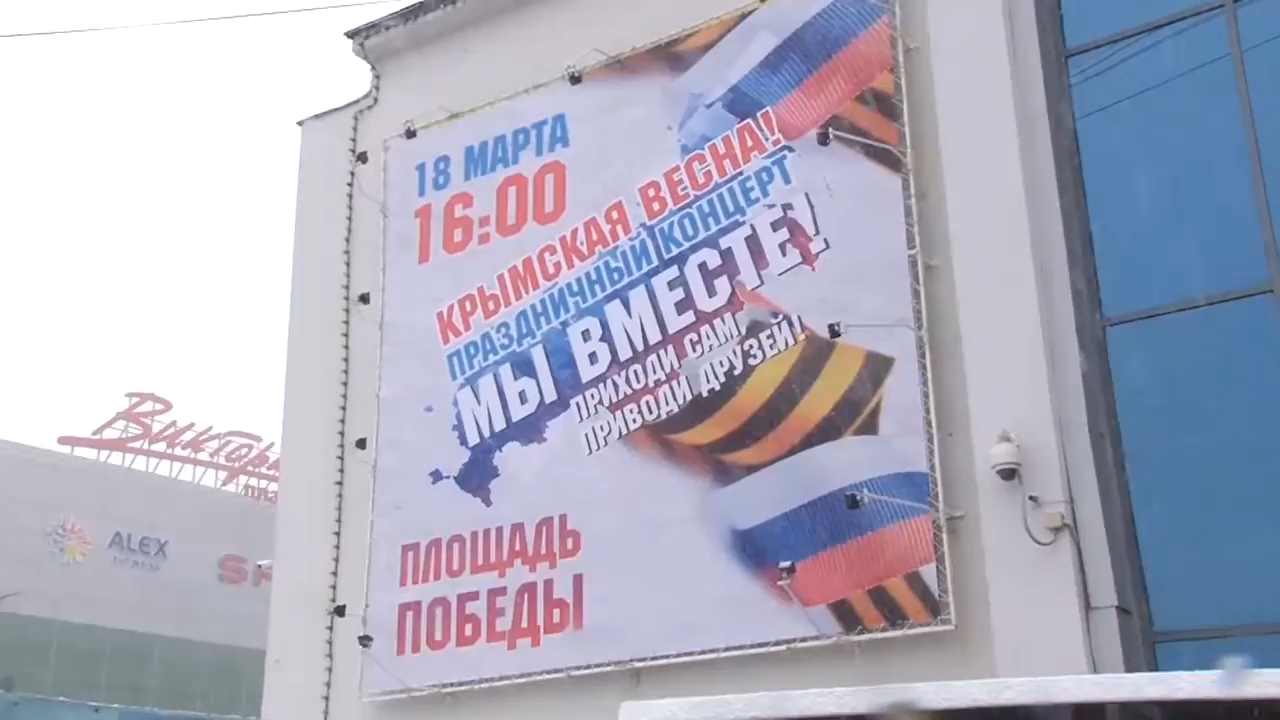 18 МАРТА
16:00
КРЫМСКАЯ ВЕСНА!
ПРАЗДНИЧНЫЙ КОНЦЕРТ
МЫ ВМЕСТЕ!
ПРИХОДИ САМ,
ПРИВОДИ ДРУЗЕЙ!
ПЛОЩАДЬ
ПОБЕДЫ
ALEX